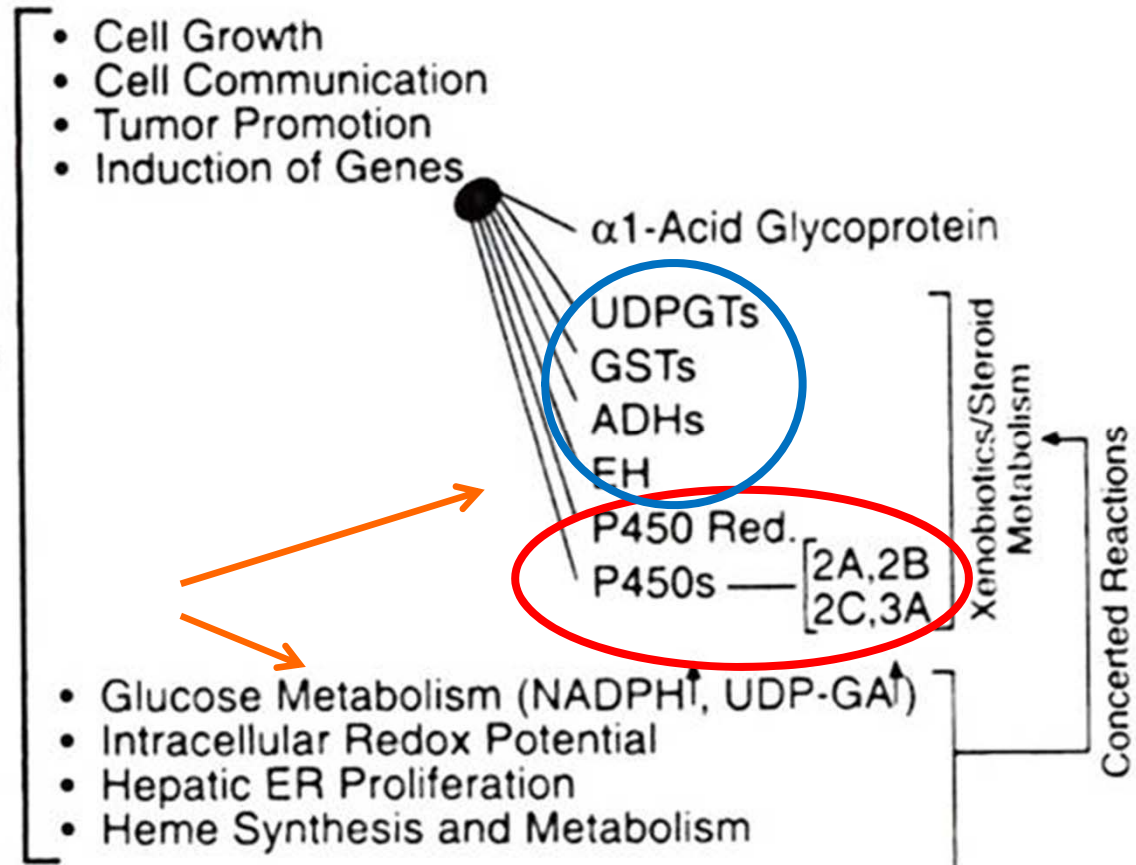 • Cell Growth
• Cell Communication
• Tumor Promotion
• Induction of Genes
α1-Acid Glycoprotein
UDPGTs
GSTs
ADHs
EH
P450 Red.
P450s
2A,2B
2C,3A
Xenobiotics/Steroid
Motabolism
Concerted Reactions
• Glucose Metabolism (NADPH↑, UDP-GA↑)
• Intracellular Redox Potential
• Hepatic ER Proliferation
• Heme Synthesis and Metabolism